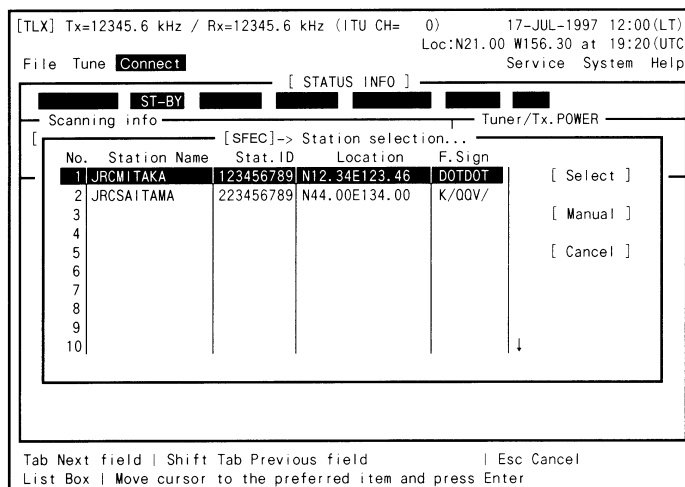 [TLX] Tx=12345.6 kHz / Rx=12345.6 kHz (ITU CH= 0) 17-JUL-1997 12:00(LT)
Loc:N21.00 W156.30 at 19:20(UTC
File Tune Connect Service System Help
[ STATUS INFO ]
ST-BY
Scanning info Tuner/Tx.POWER
[
[SFEC]-> Station selection...
No. Station Name Stat.ID Location F.Sign
1 JRCMITAKA 123456789 N12.34E123.46 DOTDOT [ Select ]
2 JRCSAITAMA 223456789 N44.00E134.00 K/QQV/
3 [ Manual ]
4
5 [ Cancel ]
6
7
8
9
10 ↓
Tab Next field | Shift Tab Previous field | Esc Cancel
List Box | Move cursor to the preferred item and press Enter